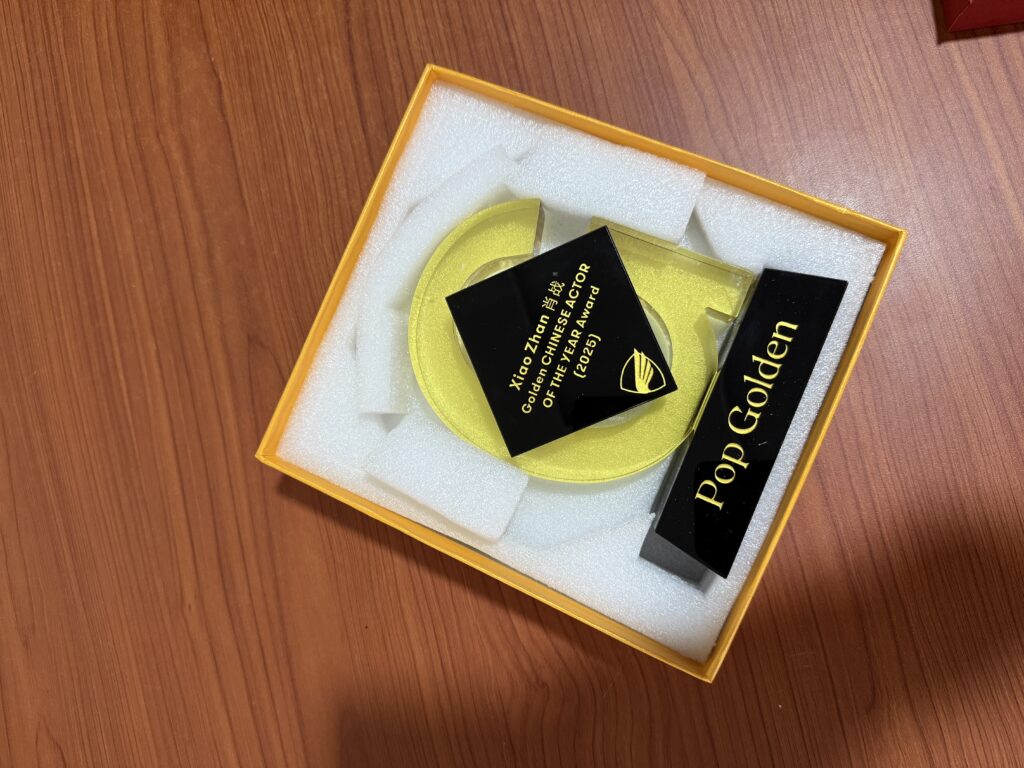 Xiao Zhan 肖战
Golden CHINESE ACTOR
OF THE YEAR Award
(2025)
Pop Golden